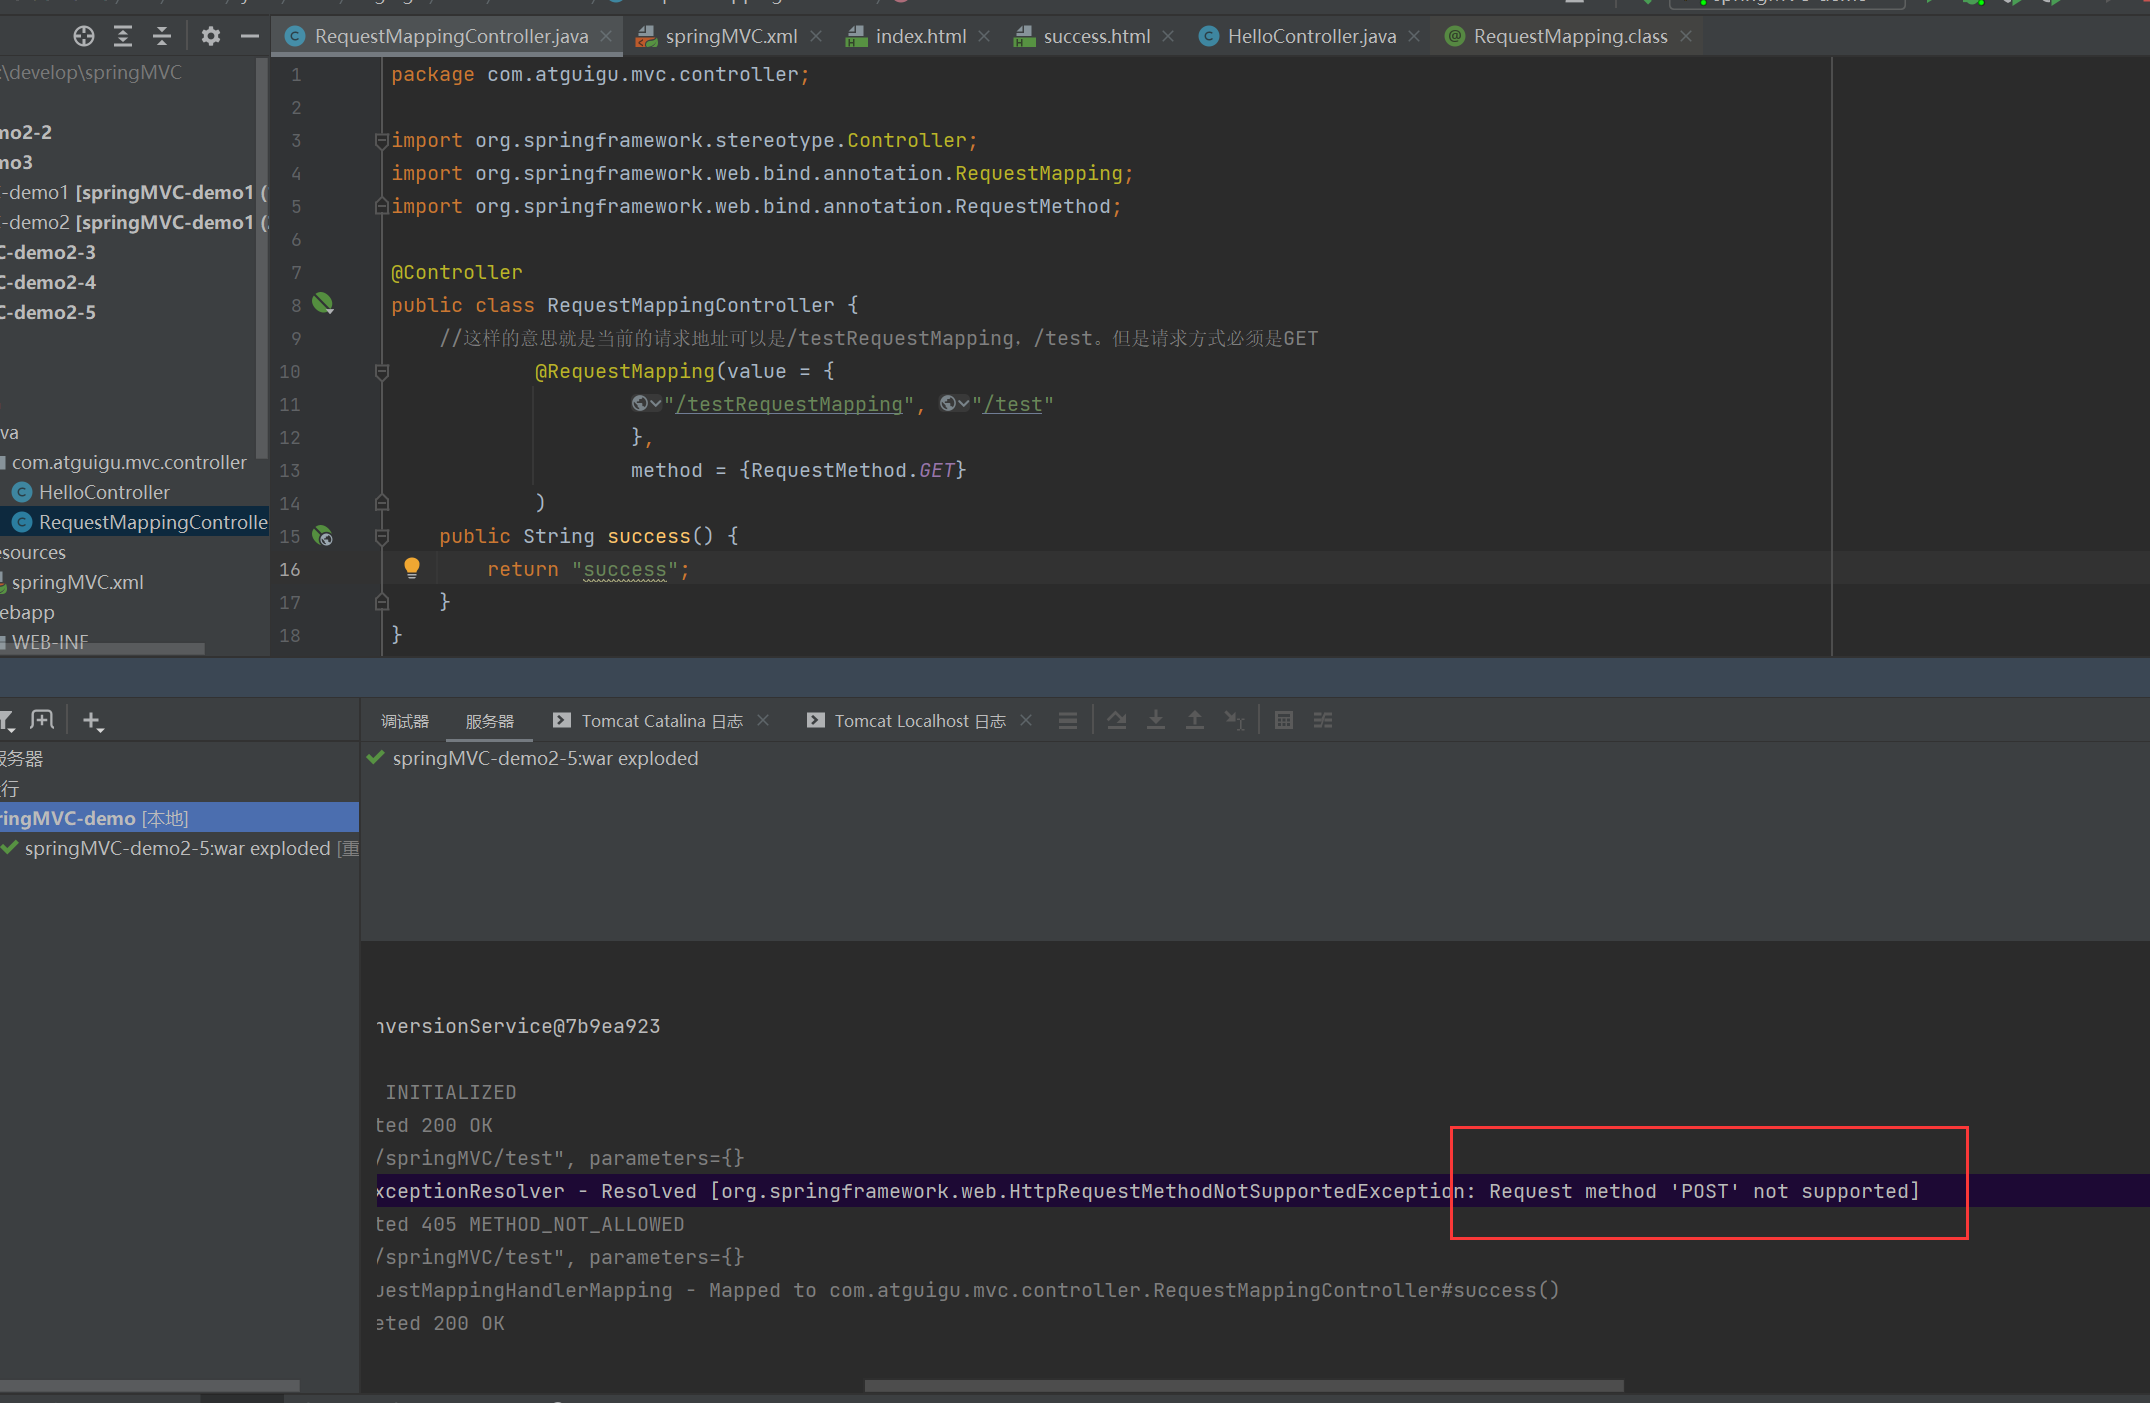 RequestMappingController.java
springMVC.xml
index.html
success.html
HelloController.java
RequestMapping.class
:\develop\springMVC
mo2-2
mo3
-demo1 [springMVC-demo1 (
-demo2 [springMVC-demo1 (
C-demo2-3
C-demo2-4
C-demo2-5
va
com.atguigu.mvc.controller
HelloController
RequestMappingControlle
esources
springMVC.xml
ebapp
WEB-INF
1 package com.atguigu.mvc.controller;
2
3 import org.springframework.stereotype.Controller;
4 import org.springframework.web.bind.annotation.RequestMapping;
5 import org.springframework.web.bind.annotation.RequestMethod;
6
7 @Controller
8 public class RequestMappingController {
9 //这样的意思就是当前的请求地址可以是/testRequestMapping，/test。但是请求方式必须是GET
10 @RequestMapping(value = {
11 "/testRequestMapping", "/test"
12 },
13 method = {RequestMethod.GET}
14 )
15 public String success() {
16 return "success";
17 }
18 }
服务器
行
ringMVC-demo [本地]
springMVC-demo2-5:war exploded [重
调试器
服务器
Tomcat Catalina 日志
Tomcat Localhost 日志
springMVC-demo2-5:war exploded
nversionService@7b9ea923
INITIALIZED
ted 200 OK
/springMVC/test", parameters={}
xceptionResolver - Resolved [org.springframework.web.HttpRequestMethodNotSupportedException: Request method 'POST' not supported]
ted 405 METHOD_NOT_ALLOWED
/springMVC/test", parameters={}
uestMappingHandlerMapping - Mapped to com.atguigu.mvc.controller.RequestMappingController#success()
eted 200 OK